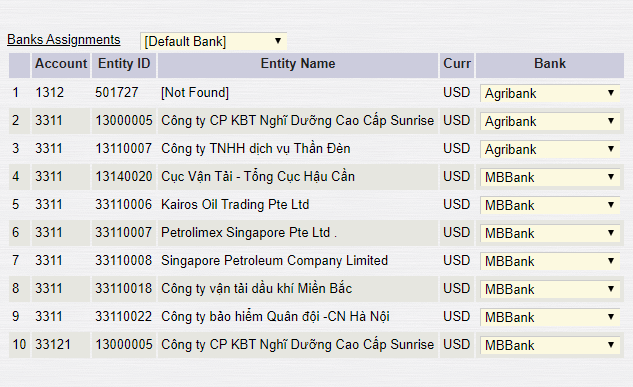 Banks Assignments [Default Bank]
Account Entity ID Entity Name Curr Bank
1 1312 501727 [Not Found] USD Agribank
2 3311 13000005 Công ty CP KBT Nghĩ Dưỡng Cao Cấp Sunrise USD Agribank
3 3311 13110007 Công ty TNHH dịch vụ Thần Đèn USD Agribank
4 3311 13140020 Cục Vận Tải - Tổng Cục Hậu Cần USD MBBank
5 3311 33110006 Kairos Oil Trading Pte Ltd USD MBBank
6 3311 33110007 Petrolimex Singapore Pte Ltd . USD MBBank
7 3311 33110008 Singapore Petroleum Company Limited USD MBBank
8 3311 33110018 Công ty vận tải dầu khí Miền Bắc USD MBBank
9 3311 33110022 Công ty bảo hiểm Quân đội -CN Hà Nội USD MBBank
10 33121 13000005 Công ty CP KBT Nghĩ Dưỡng Cao Cấp Sunrise USD MBBank